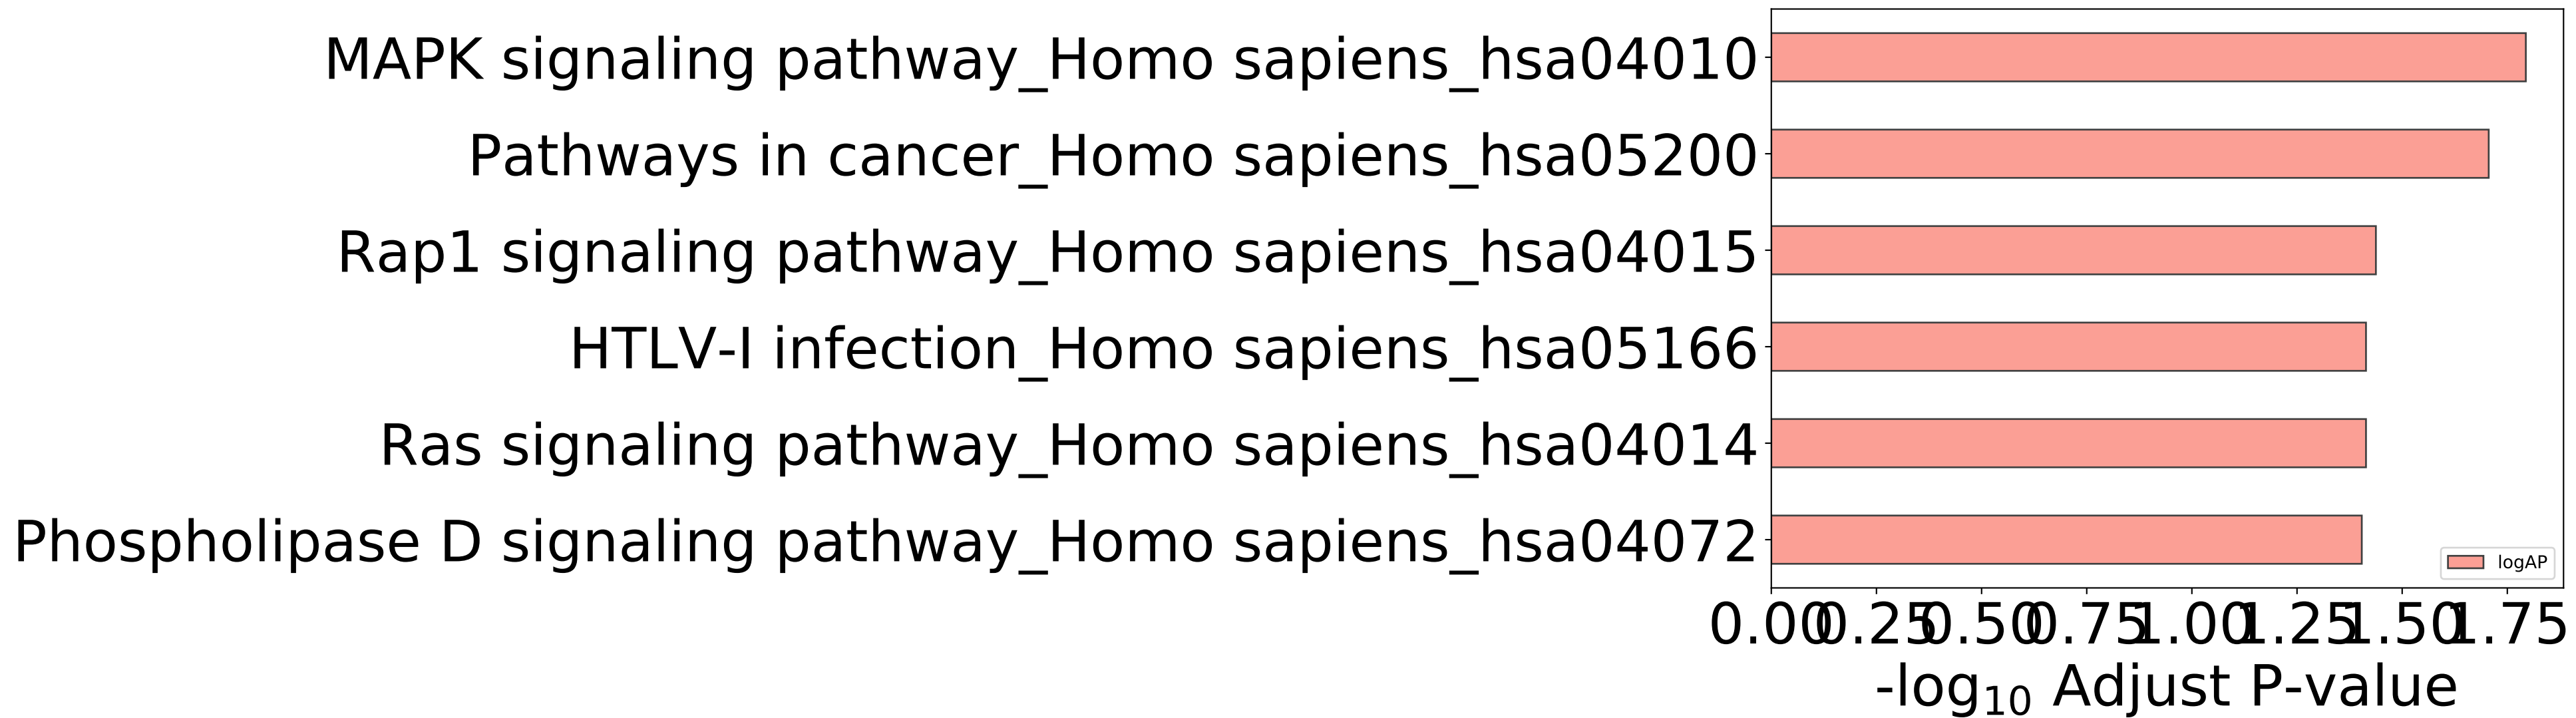 MAPK signaling pathway_Homo sapiens_hsa04010
Pathways in cancer_Homo sapiens_hsa05200
Rap1 signaling pathway_Homo sapiens_hsa04015
HTLV-I infection_Homo sapiens_hsa05166
Ras signaling pathway_Homo sapiens_hsa04014
Phospholipase D signaling pathway_Homo sapiens_hsa04072
logAP
0.00 0.25 0.50 0.75 1.00 1.25 1.50 1.75
-log10 Adjust P-value